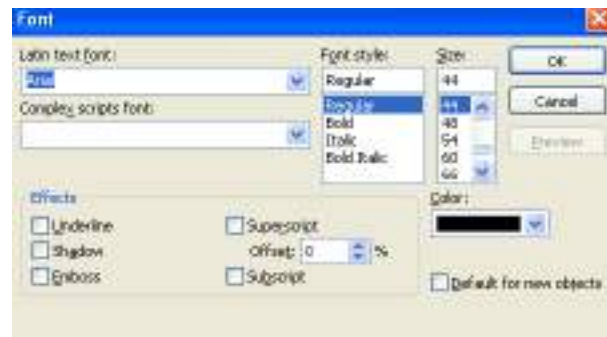 Font
Latin text font:
Arial
Complex scripts font:
Font style:
Regular
Regular
Bold
Italic
Bold Italic
Size:
44
44
48
54
60
66
OK
Cancel
Preview
Effects
Underline
Shadow
Emboss
Superscript
Offset: 0 %
Subscript
Color:
Default for new objects